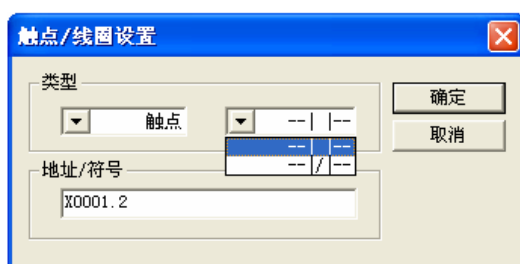 触点/线圈设置
类型
触点
--| |--
--| |--
--|/|--
确定
取消
地址/符号
X0001.2